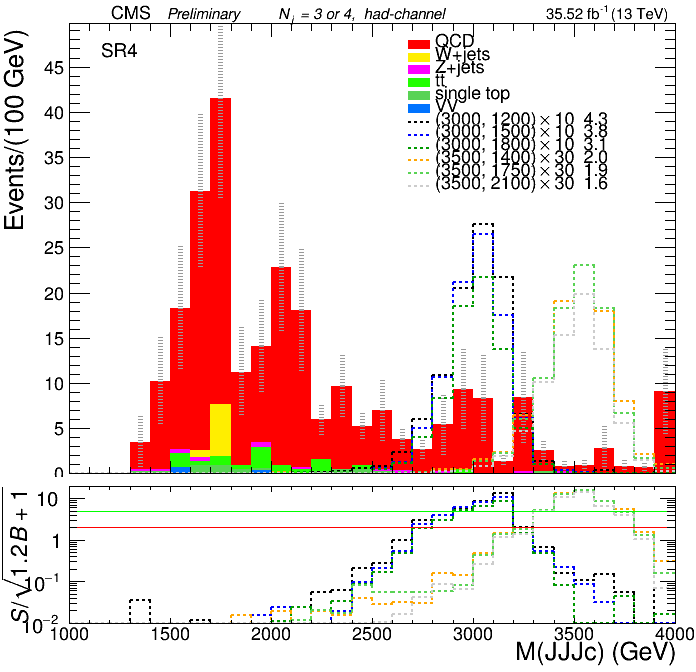 CMS Preliminary N_j = 3 or 4, had-channel 35.52 fb⁻¹ (13 TeV)
SR4
QCD
W+jets
Z+jets
tt
single top
VV
(3000, 1200) × 10 4.3
(3000, 1500) × 10 3.8
(3000, 1800) × 10 3.1
(3500, 1400) × 30 2.0
(3500, 1750) × 30 1.9
(3500, 2100) × 30 1.6
Events/(100 GeV)
45
40
35
30
25
20
15
10
5
0
S/√1.2B + 1
10
1
10⁻¹
10⁻²
1000 1500 2000 2500 3000 3500 4000
M(JJJc) (GeV)